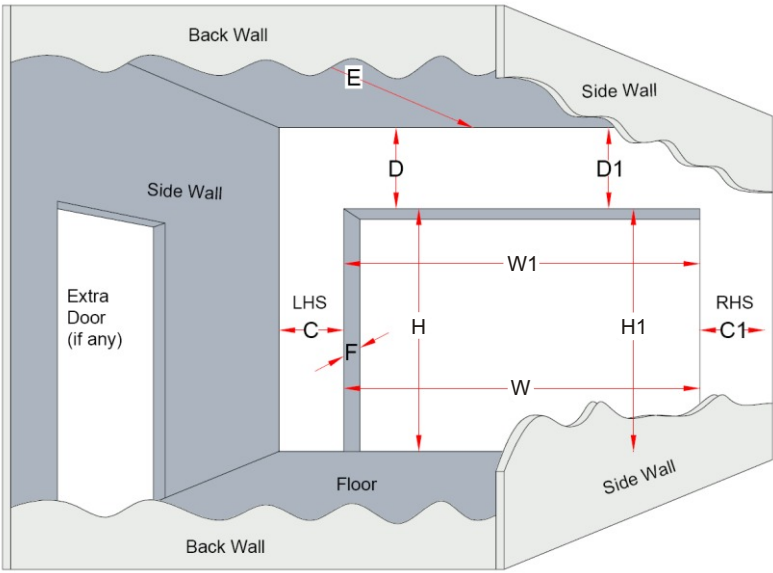 Back Wall
E
Side Wall
D
D1
Side Wall
W1
Extra
Door
(if any)
LHS
C
F
H
H1
RHS
C1
W
Floor
Side Wall
Back Wall